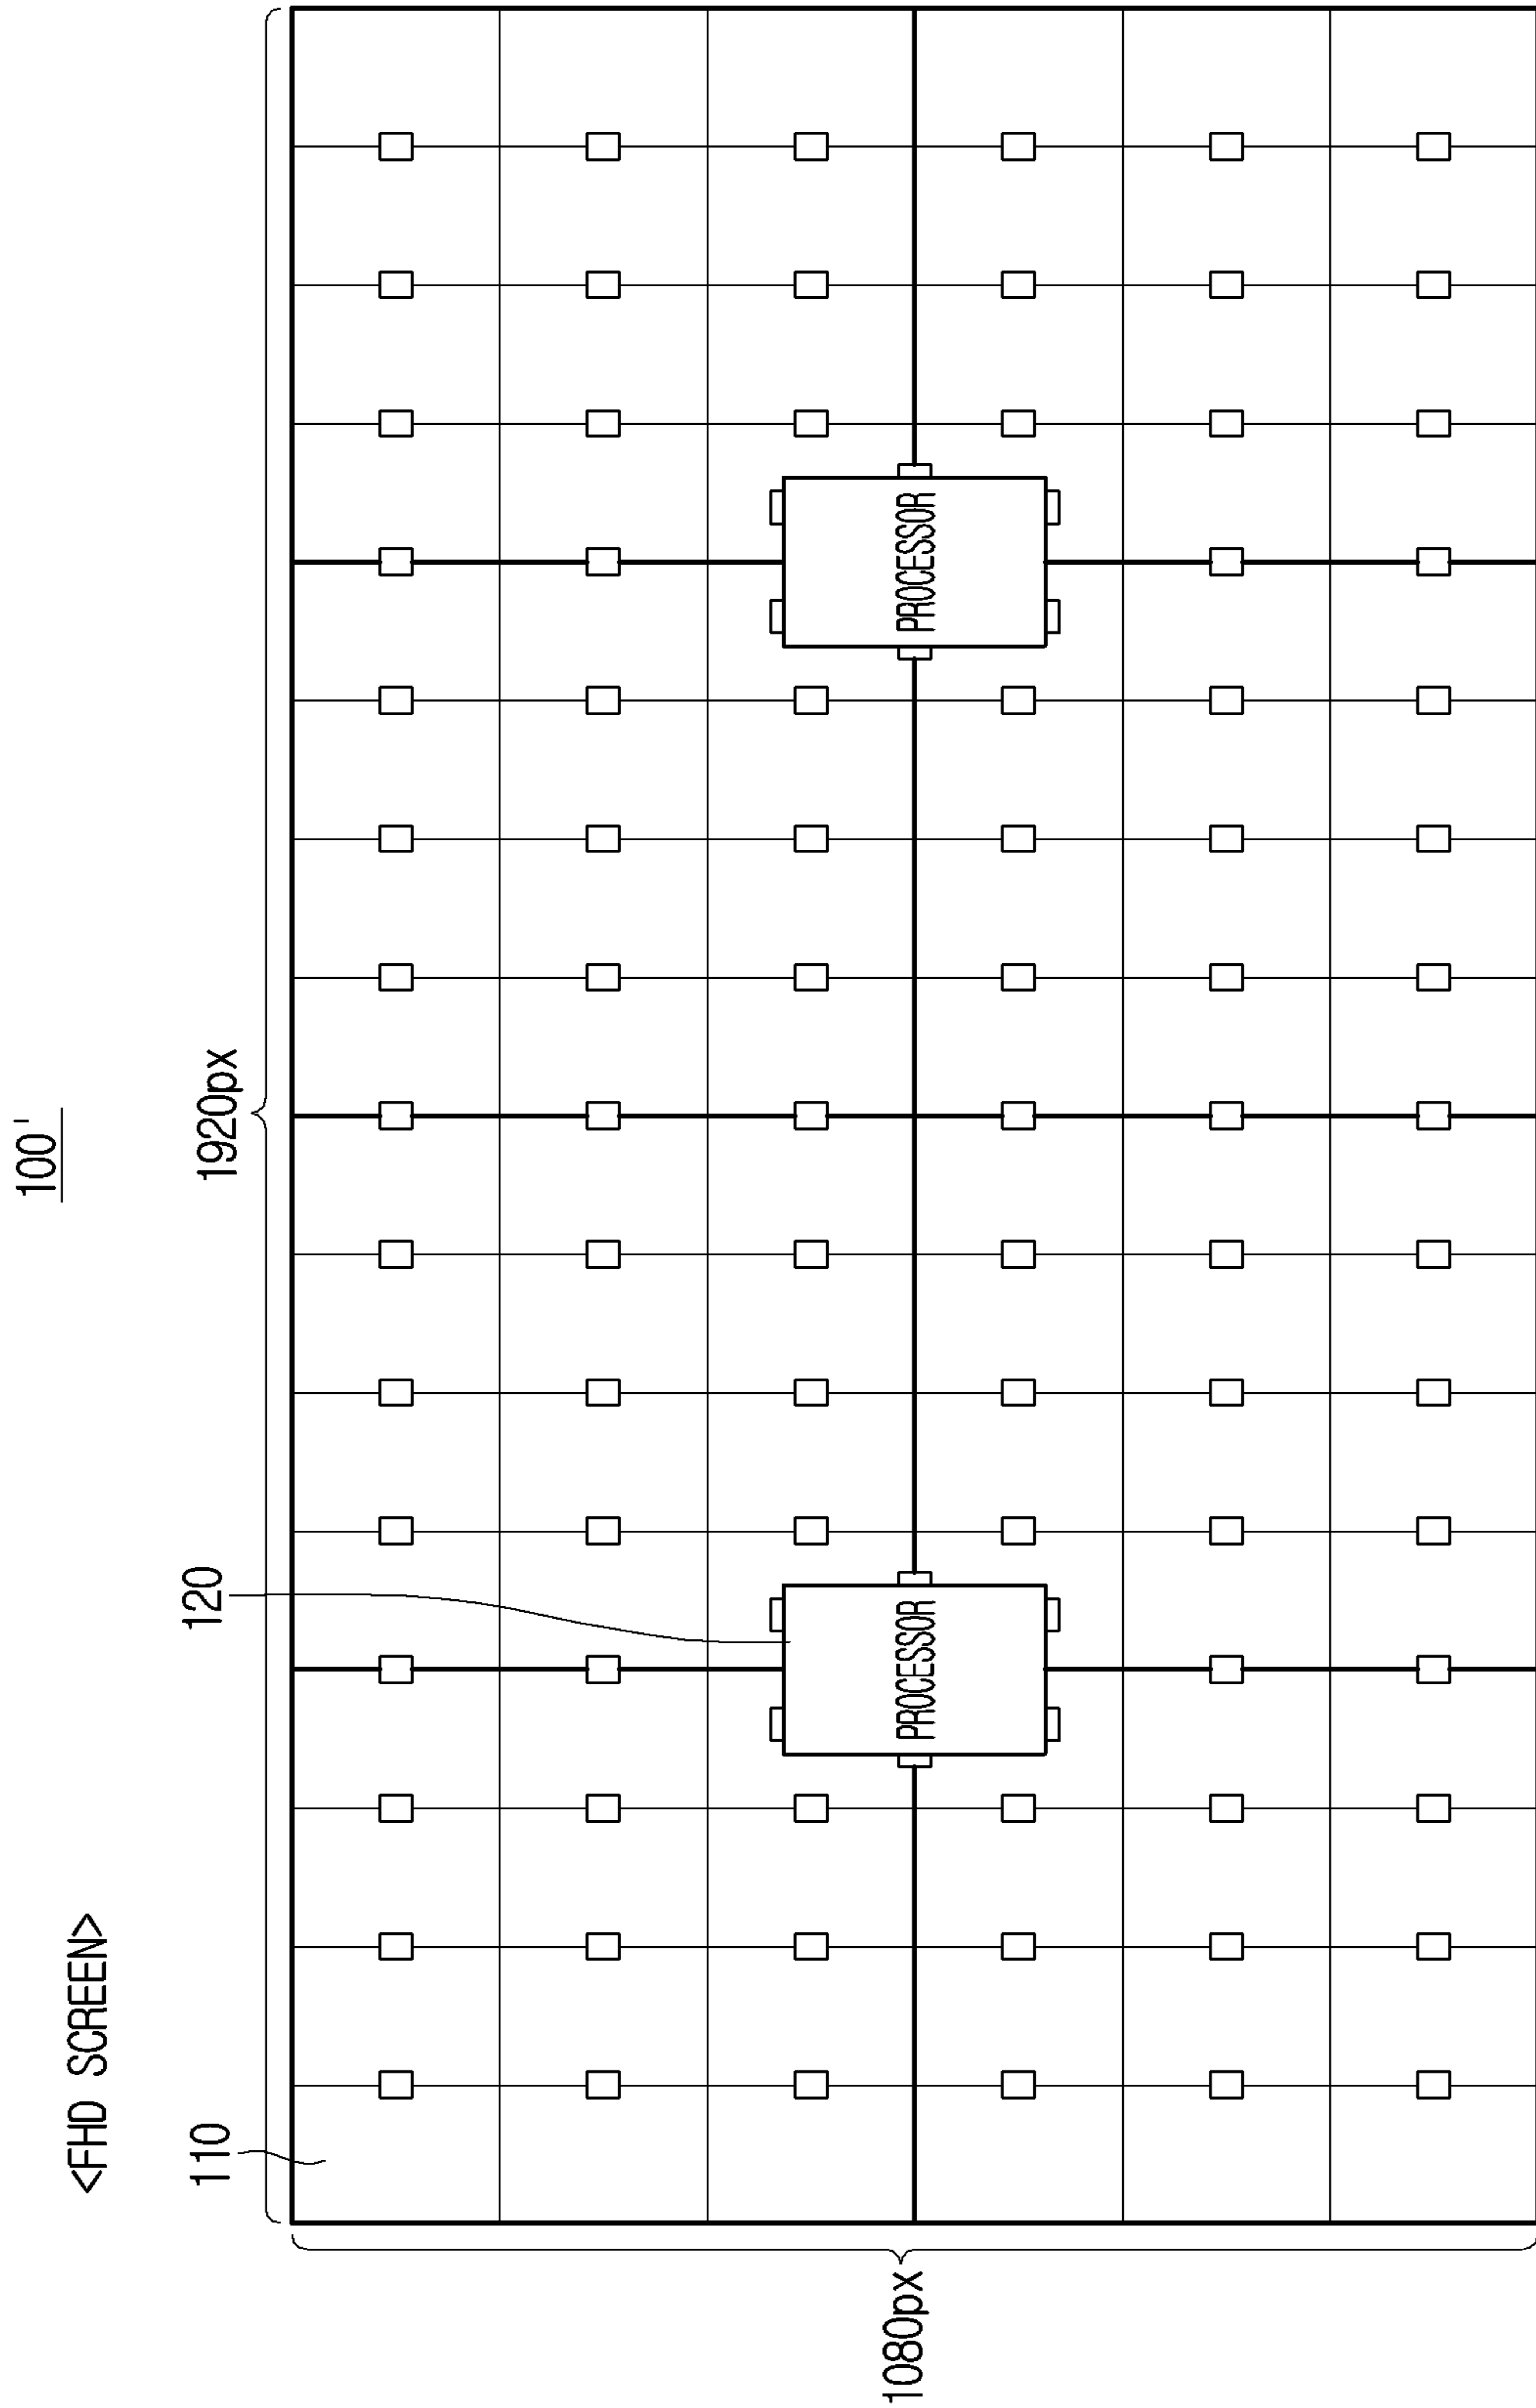 100'
<FHD SCREEN>
1920px
110
120
1080px
PROCESSOR
PROCESSOR